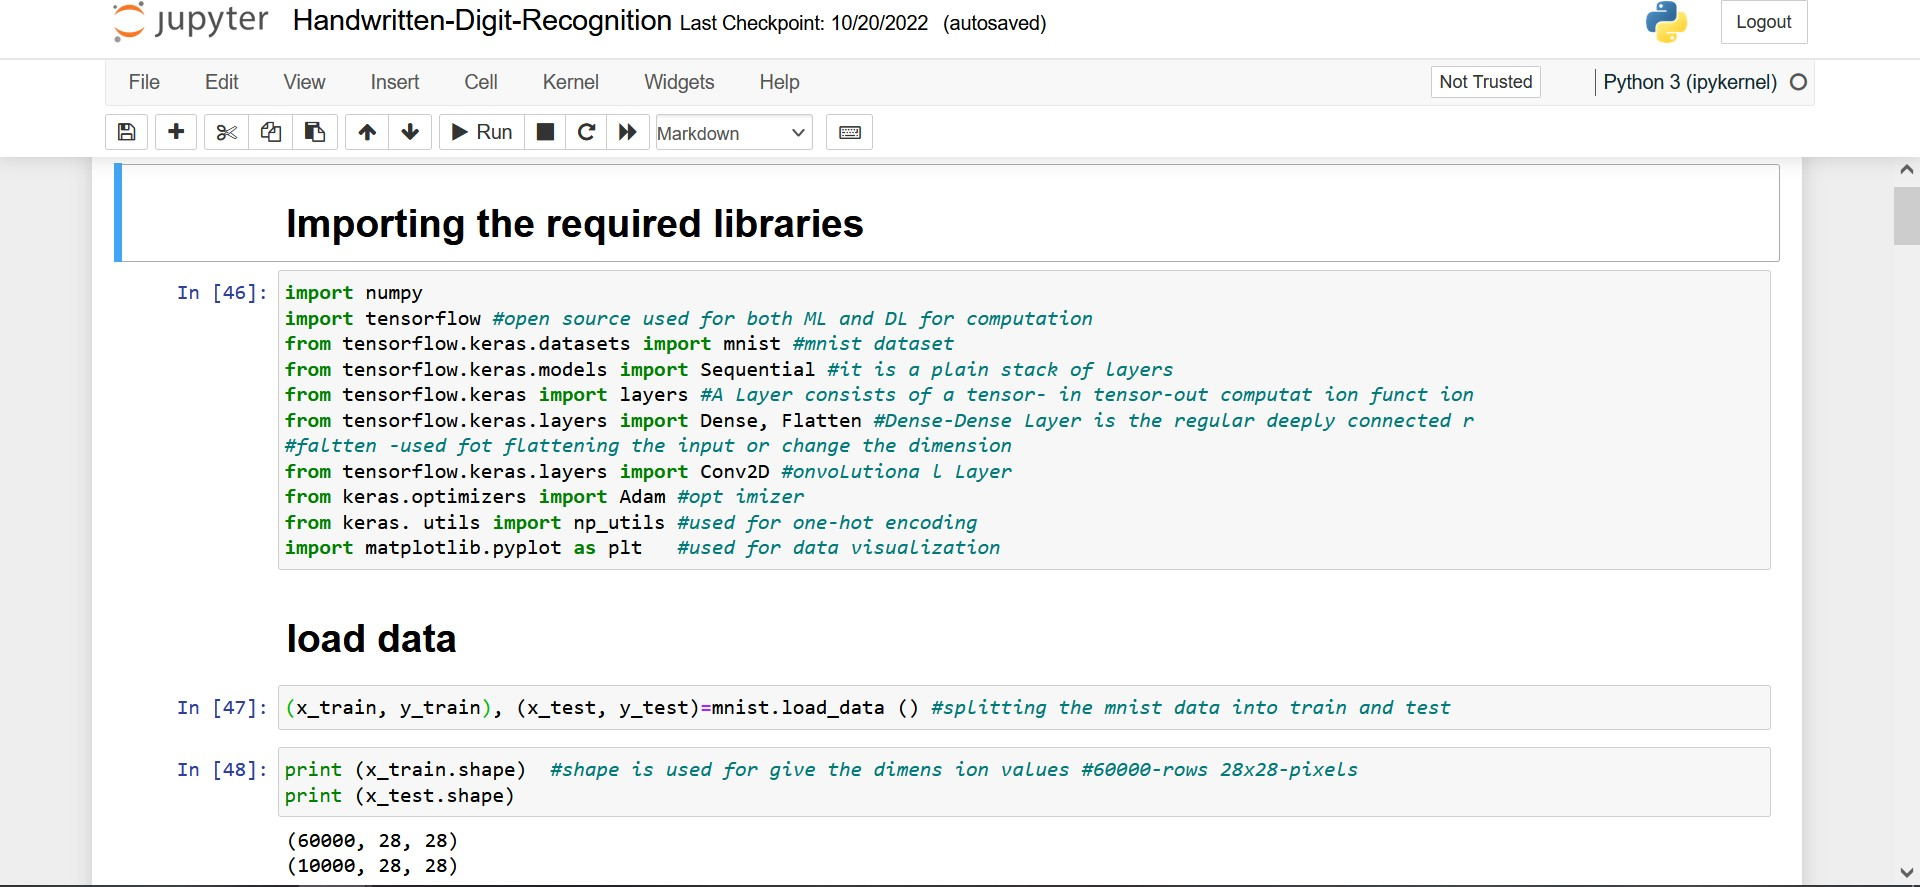 jupyter Handwritten-Digit-Recognition Last Checkpoint: 10/20/2022 (autosaved) Logout
File Edit View Insert Cell Kernel Widgets Help Not Trusted Python 3 (ipykernel)
Run Markdown
Importing the required libraries
In [46]: import numpy
import tensorflow #open source used for both ML and DL for computation
from tensorflow.keras.datasets import mnist #mnist dataset
from tensorflow.keras.models import Sequential #it is a plain stack of layers
from tensorflow.keras import layers #A Layer consists of a tensor- in tensor-out computat ion funct ion
from tensorflow.keras.layers import Dense, Flatten #Dense-Dense Layer is the regular deeply connected r
#faltten -used fot flattening the input or change the dimension
from tensorflow.keras.layers import Conv2D #onvoLutiona l Layer
from keras.optimizers import Adam #opt imizer
from keras. utils import np_utils #used for one-hot encoding
import matplotlib.pyplot as plt #used for data visualization
load data
In [47]: (x_train, y_train), (x_test, y_test)=mnist.load_data () #splitting the mnist data into train and test
In [48]: print (x_train.shape) #shape is used for give the dimens ion values #60000-rows 28x28-pixels
print (x_test.shape)
(60000, 28, 28)
(10000, 28, 28)